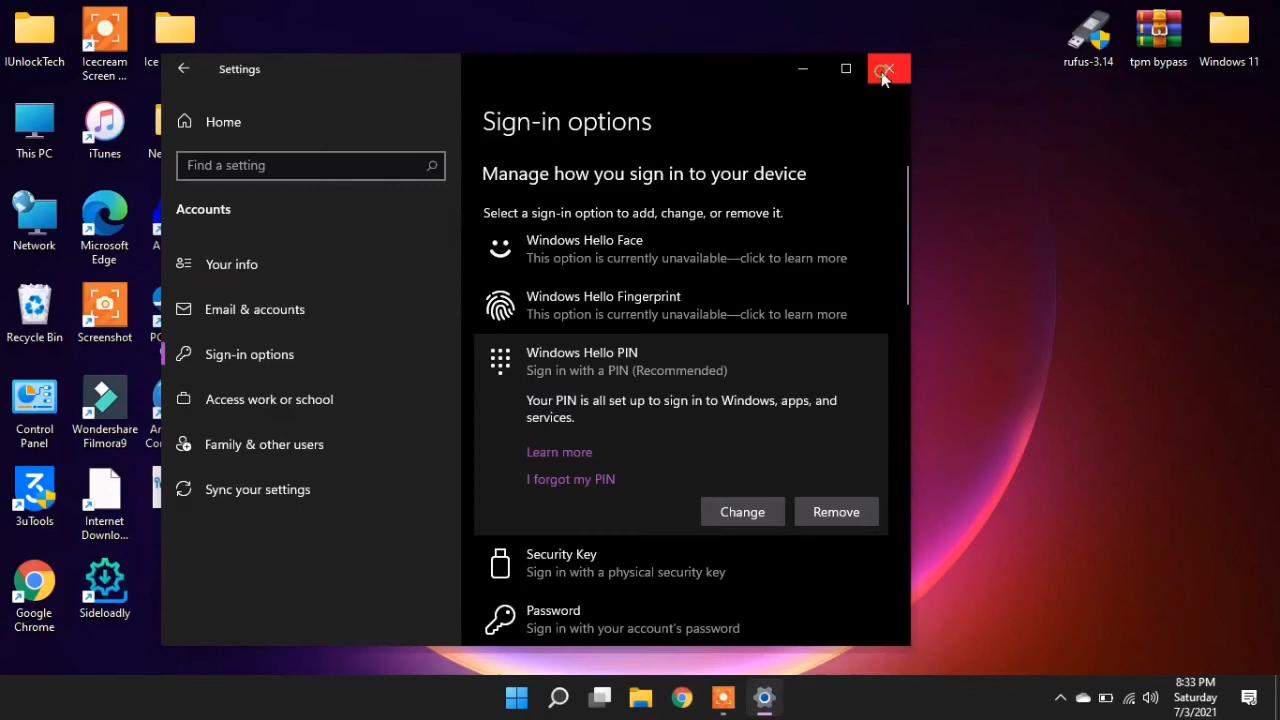 IUnlockTech
Icecream
Screen ...
Ice
This PC
iTunes
Ne
Network
Microsoft
Edge
A
Recycle Bin
Screenshot
PC
Control
Panel
Wondershare
Filmora9
An
Co
3uTools
Internet
Downlo...
Google
Chrome
Sideloadly
Settings
Home
Find a setting
Accounts
Your info
Email & accounts
Sign-in options
Access work or school
Family & other users
Sync your settings
Sign-in options
Manage how you sign in to your device
Select a sign-in option to add, change, or remove it.
Windows Hello Face
This option is currently unavailable—click to learn more
Windows Hello Fingerprint
This option is currently unavailable—click to learn more
Windows Hello PIN
Sign in with a PIN (Recommended)
Your PIN is all set up to sign in to Windows, apps, and
services.
Learn more
I forgot my PIN
Change Remove
Security Key
Sign in with a physical security key
Password
Sign in with your account's password
rufus-3.14
tpm bypass
Windows 11
8:33 PM
Saturday
7/3/2021